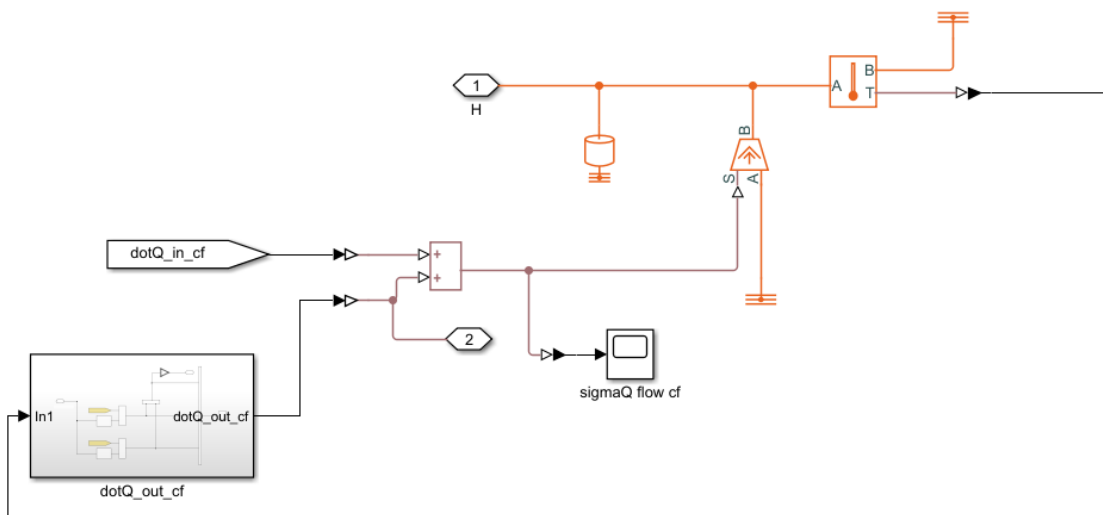 B
1
A
T
H
B
S
A
dotQ_in_cf
+
+
2
sigmaQ flow cf
In1
dotQ_out_cf
dotQ_out_cf